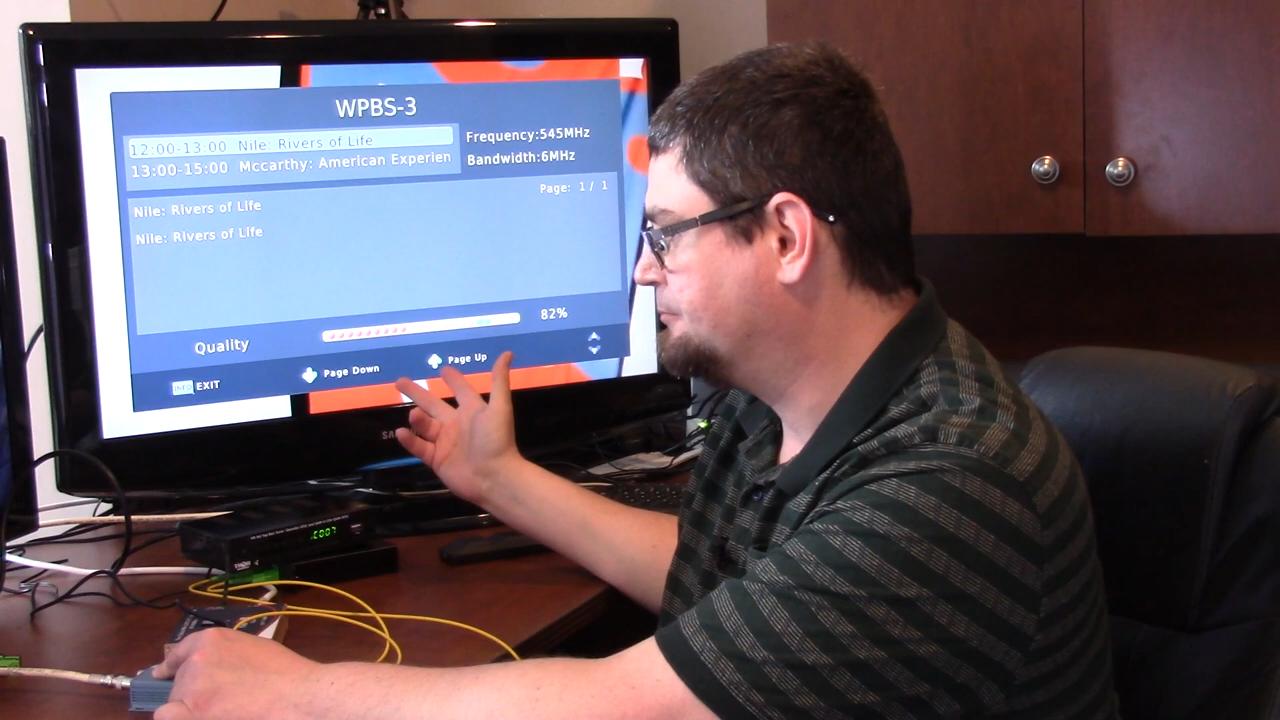 WPBS-3
12:00-13:00 Nile: Rivers of Life
13:00-15:00 Mccarthy: American Experien
Frequency:545MHz
Bandwidth:6MHz
Page: 1/ 1
Nile: Rivers of Life
Nile: Rivers of Life
Quality
82%
INFO EXIT
Page Down
Page Up
C007